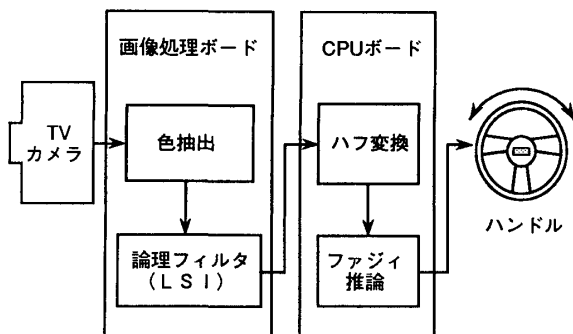 画像処理ボード
CPUボード
TV
カメラ
色抽出
ハフ変換
論理フィルタ
(LSI)
ファジィ
推論
ハンドル